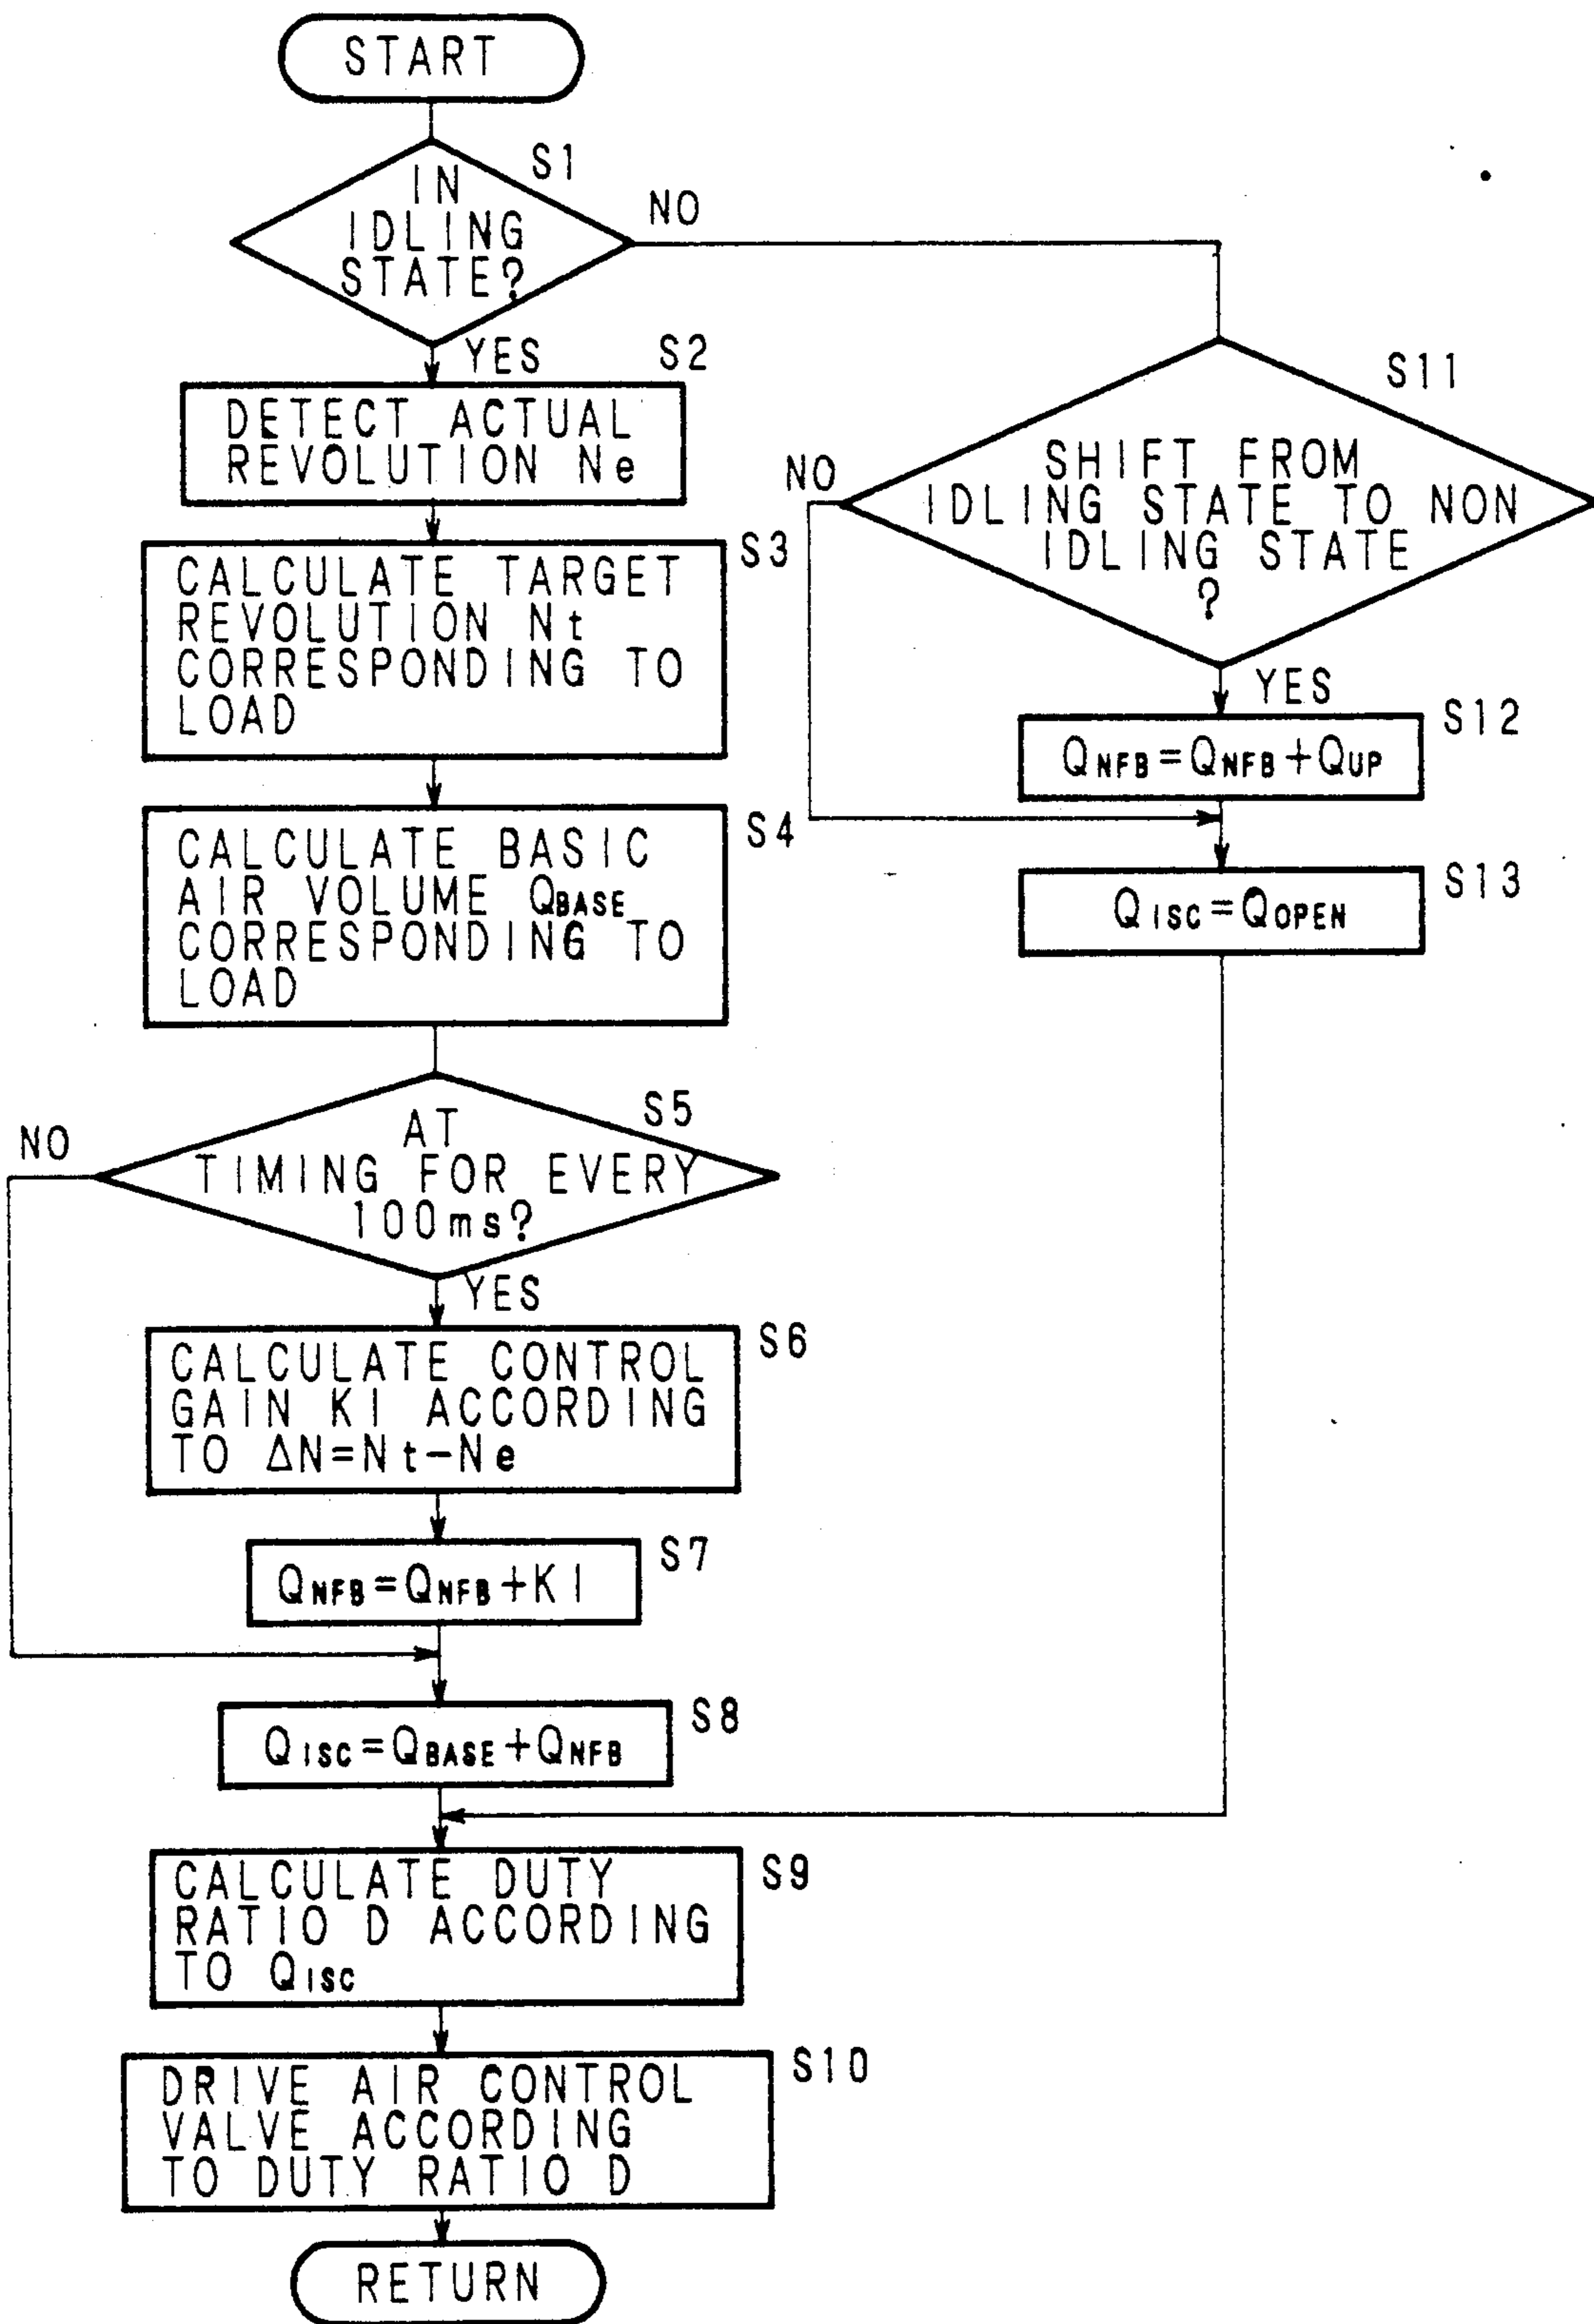 START
S1
IN
IDLING
STATE?
NO
YES
S2
DETECT ACTUAL
REVOLUTION Ne
S3
CALCULATE TARGET
REVOLUTION Nt
CORRESPONDING TO
LOAD
S4
CALCULATE BASIC
AIR VOLUME QBASE
CORRESPONDING TO
LOAD
S5
AT
TIMING FOR EVERY
100ms?
NO
YES
S6
CALCULATE CONTROL
GAIN KI ACCORDING
TO ΔN=Nt-Ne
S7
QNFB=QNFB+KI
S8
QISC=QBASE+QNFB
S9
CALCULATE DUTY
RATIO D ACCORDING
TO QISC
S10
DRIVE AIR CONTROL
VALVE ACCORDING
TO DUTY RATIO D
RETURN
S11
SHIFT FROM
IDLING STATE TO NON
IDLING STATE
?
NO
YES
S12
QNFB=QNFB+QUP
S13
QISC=QOPEN